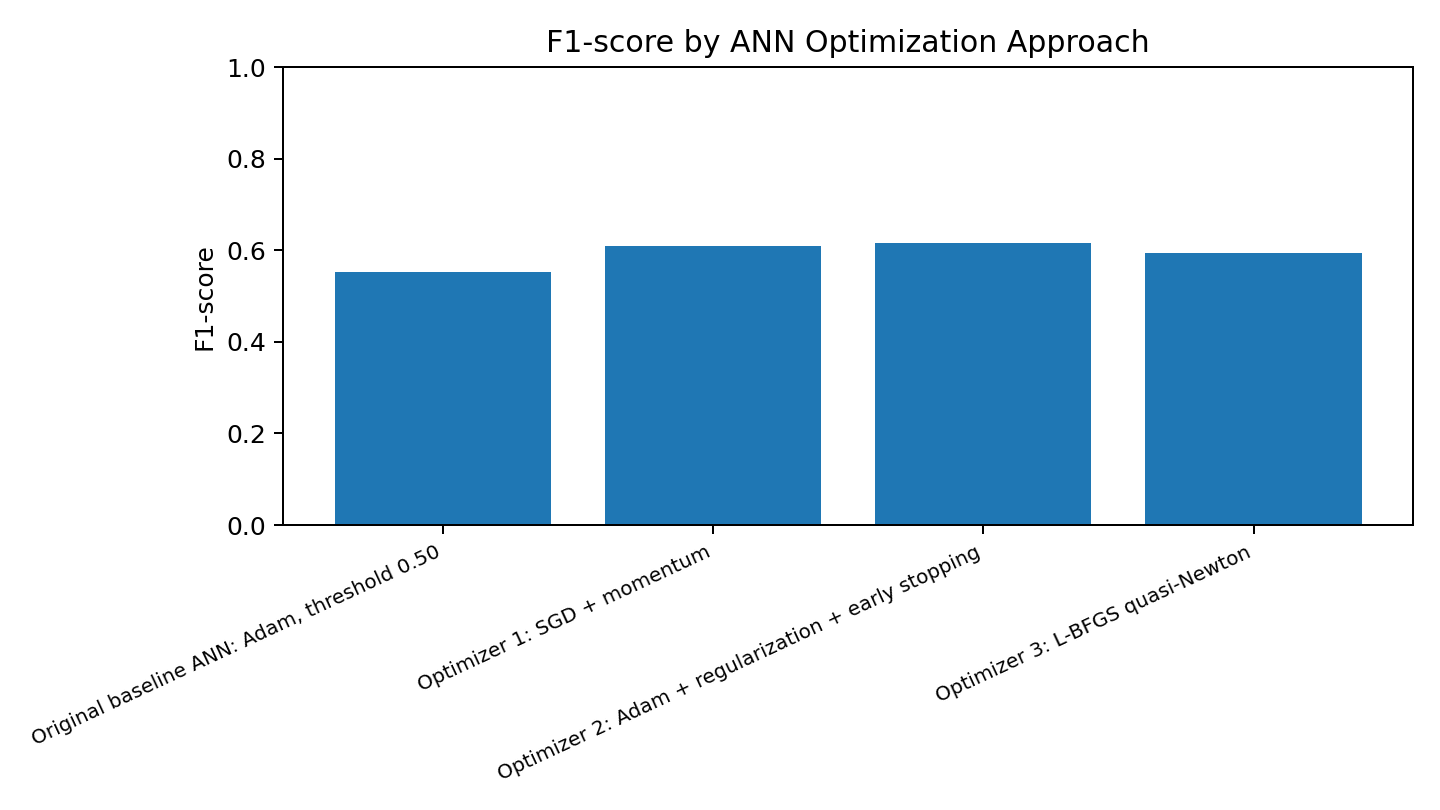 F1-score by ANN Optimization Approach
1.0
0.8
0.6
0.4
0.2
0.0
F1-score
Original baseline ANN: Adam, threshold 0.50
Optimizer 1: SGD + momentum
Optimizer 2: Adam + regularization + early stopping
Optimizer 3: L-BFGS quasi-Newton